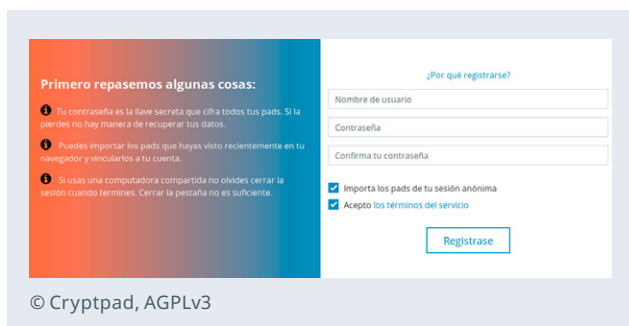 Primero repasemos algunas cosas:
Tu contraseña es la llave secreta que cifra todos tus pads. Si la
pierdes no hay manera de recuperar tus datos.
Puedes importar los pads que hayas visto recientemente en tu
navegador y vincularlos a tu cuenta.
Si usas una computadora compartida no olvides cerrar la
sesión cuando termines. Cerrar la pestaña no es suficiente.
¿Por qué registrarse?
Nombre de usuario
Contraseña
Confirma tu contraseña
Importa los pads de tu sesión anónima
Acepto los términos del servicio
Registrase
© Cryptpad, AGPLv3